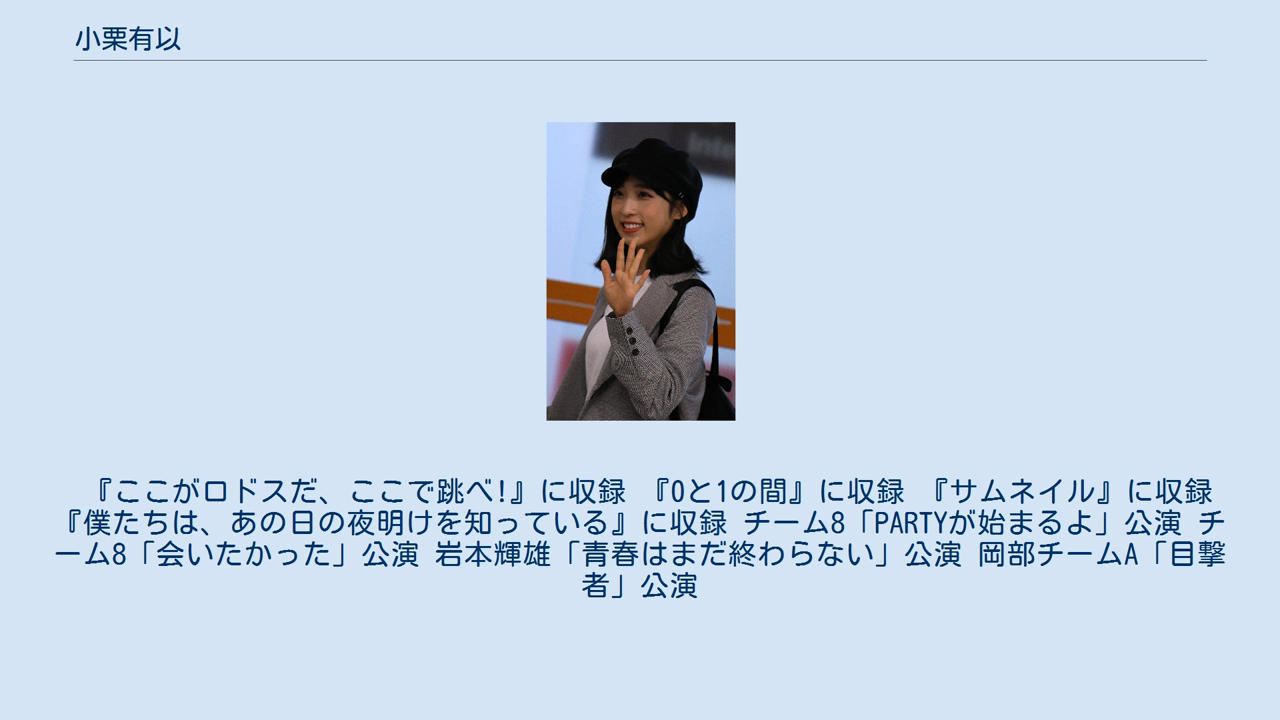 小栗有以
『ここがロドスだ、ここで跳べ!』に収録 『0と1の間』に収録 『サムネイル』に収録
『僕たちは、あの日の夜明けを知っている』に収録 チーム8「PARTYが始まるよ」公演 チ
ーム8「会いたかった」公演 岩本輝雄「青春はまだ終わらない」公演 岡部チームA「目撃
者」公演